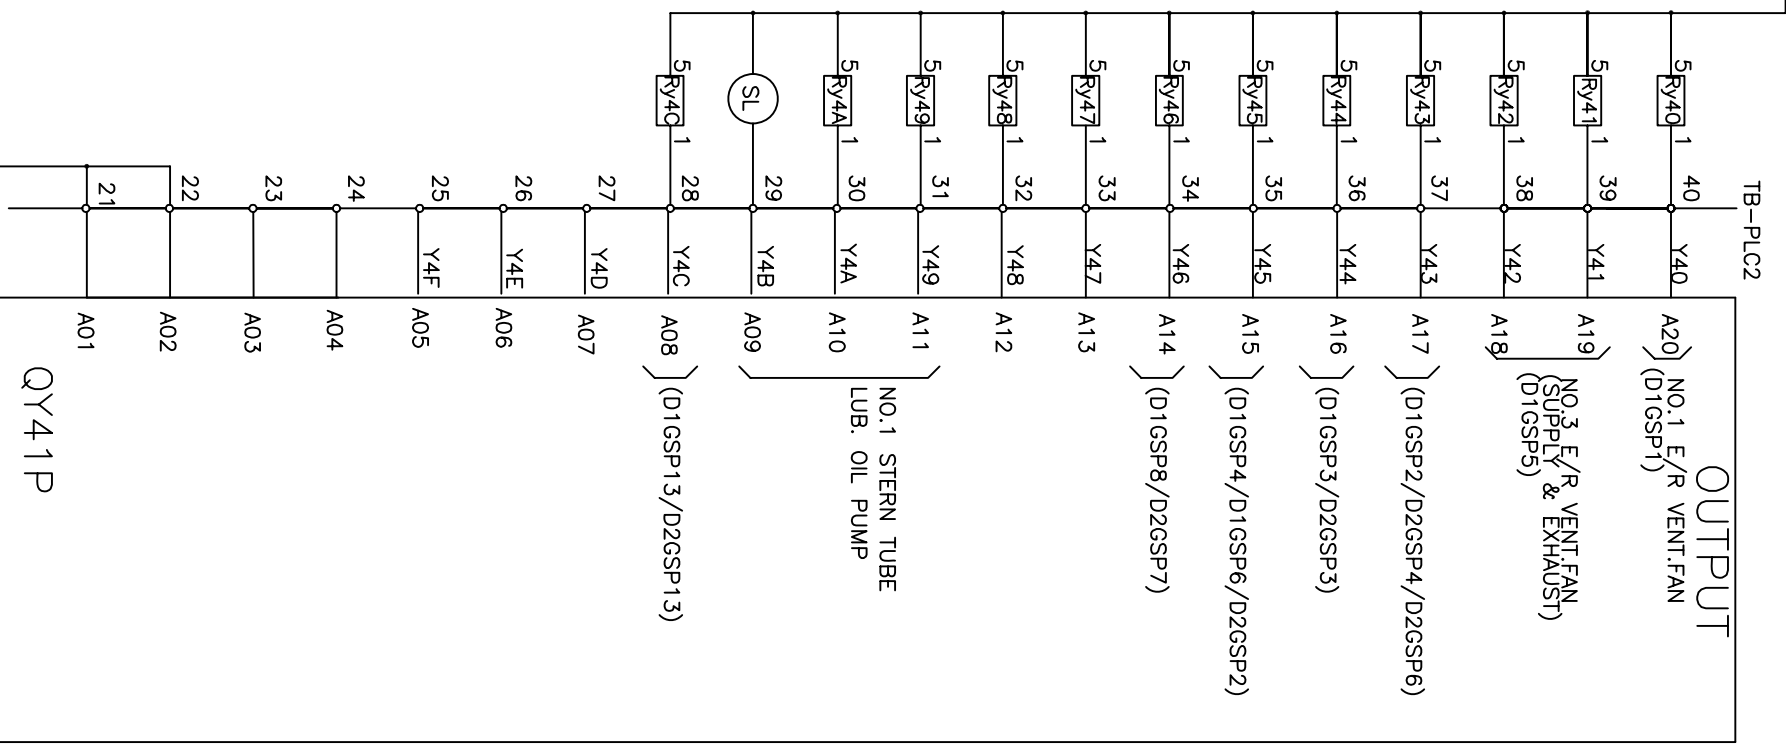 TB-PLC2
OUTPUT
5 Ry40 1 40 Y40 A20
NO.1 E/R VENT.FAN
(D1GSP1)
5 Ry41 1 39 Y41 A19
5 Ry42 1 38 Y42 A18
NO.3 E/R VENT.FAN
(SUPPLY & EXHAUST)
(D1GSP5)
5 Ry43 1 37 Y43 A17
(D1GSP2/D2GSP4/D2GSP6)
5 Ry44 1 36 Y44 A16
(D1GSP3/D2GSP3)
5 Ry45 1 35 Y45 A15
(D1GSP4/D1GSP6/D2GSP2)
5 Ry46 1 34 Y46 A14
(D1GSP8/D2GSP7)
5 Ry47 1 33 Y47 A13
5 Ry48 1 32 Y48 A12
5 Ry49 1 31 Y49 A11
5 Ry4A 1 30 Y4A A10
SL 29 Y4B A09
NO.1 STERN TUBE
LUB. OIL PUMP
5 Ry4C 1 28 Y4C A08
(D1GSP13/D2GSP13)
27 Y4D A07
26 Y4E A06
25 Y4F A05
24 A04
23 A03
22 A02
21 A01
QY41P